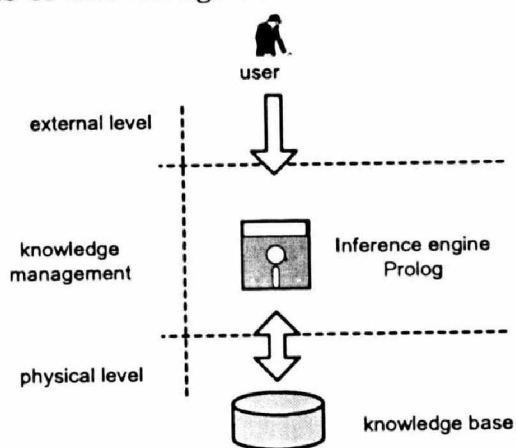 user
external level
knowledge
management
Inference engine
Prolog
physical level
knowledge base